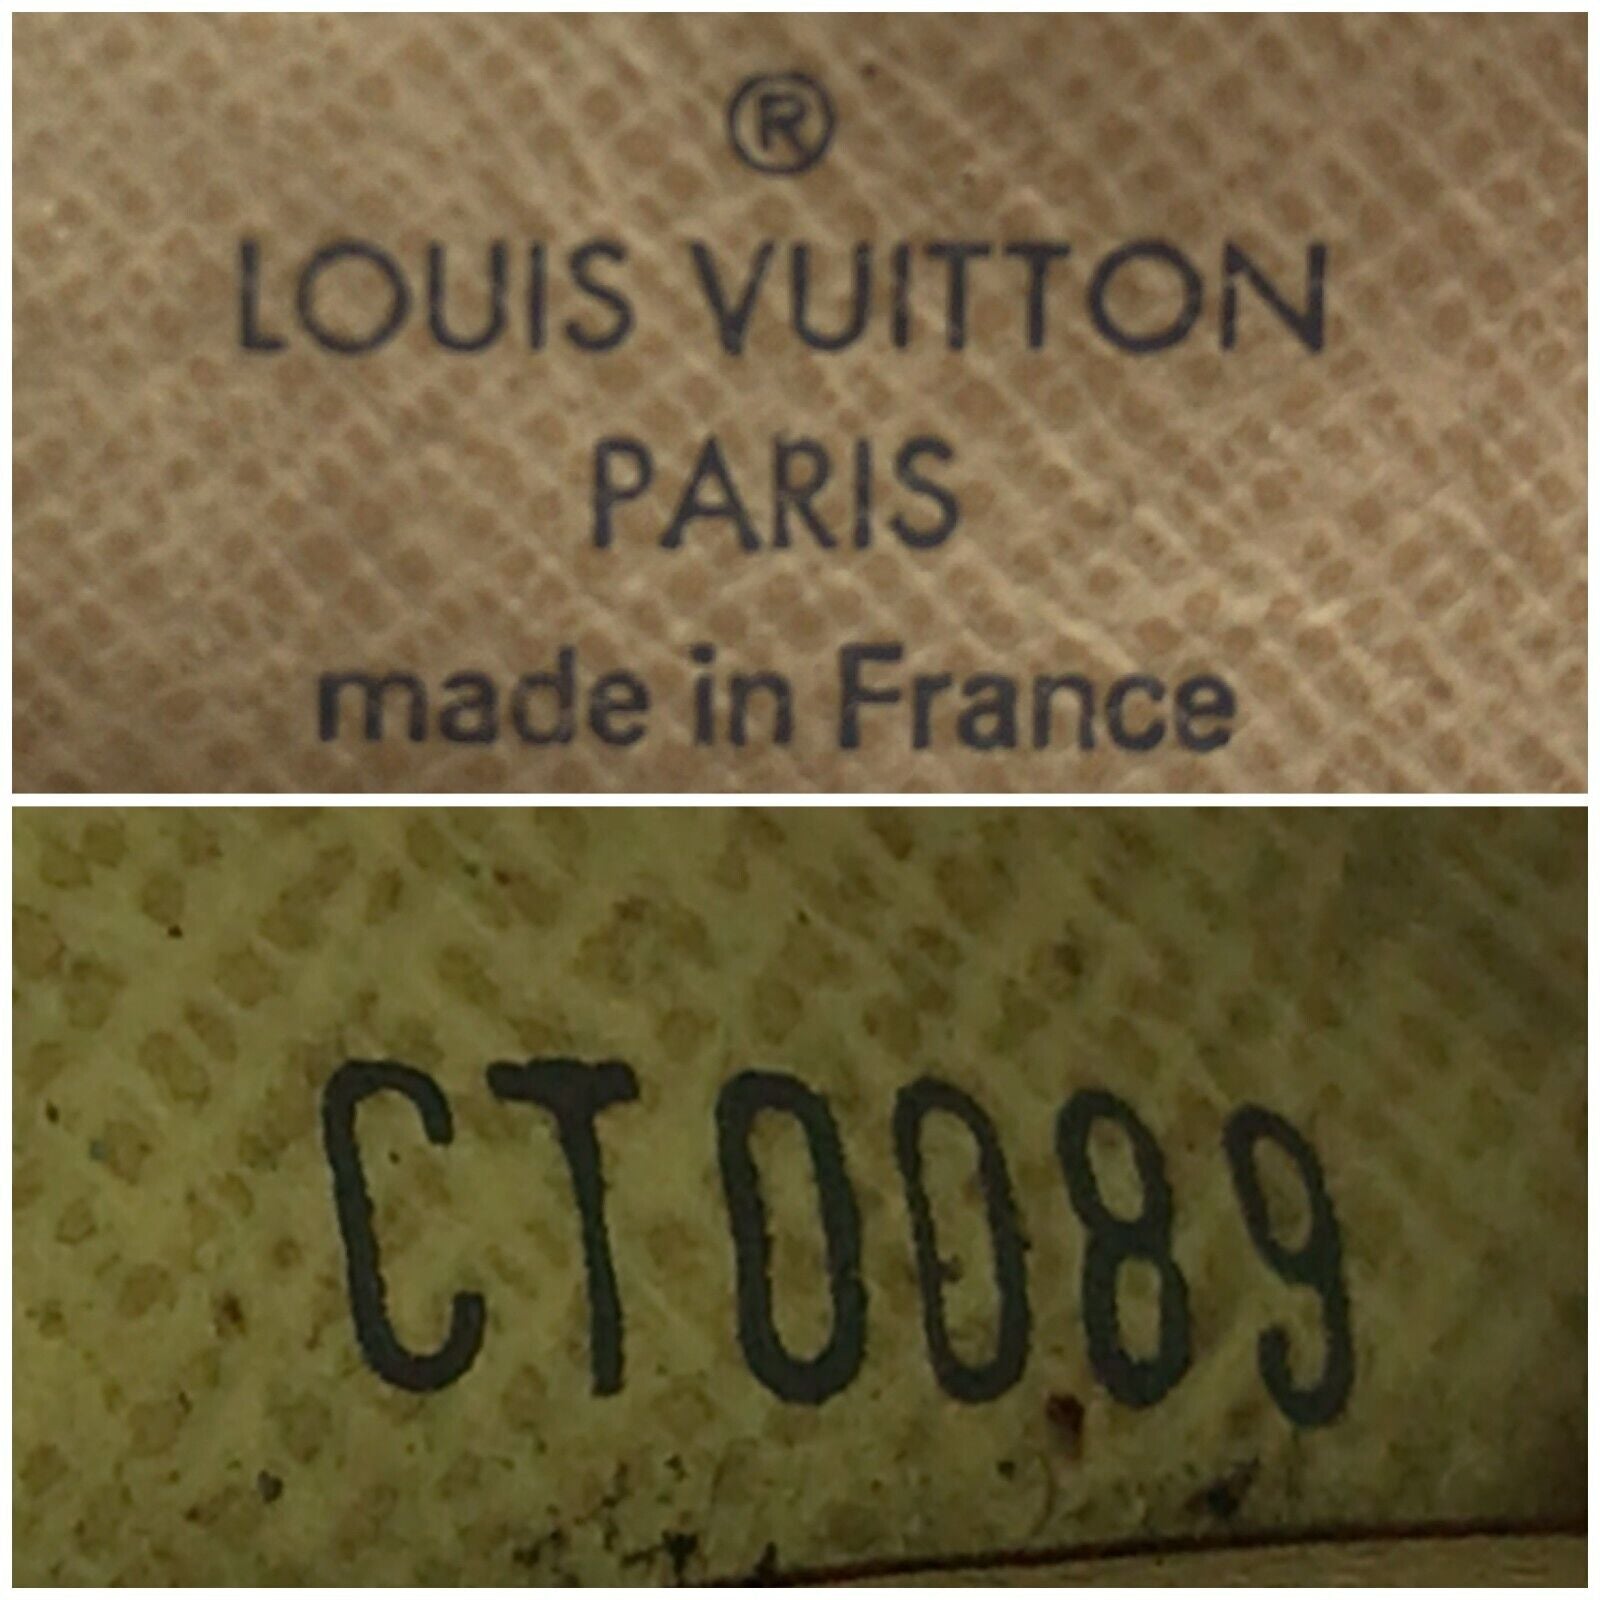 ®
LOUIS VUITTON
PARIS
made in France
CT0089